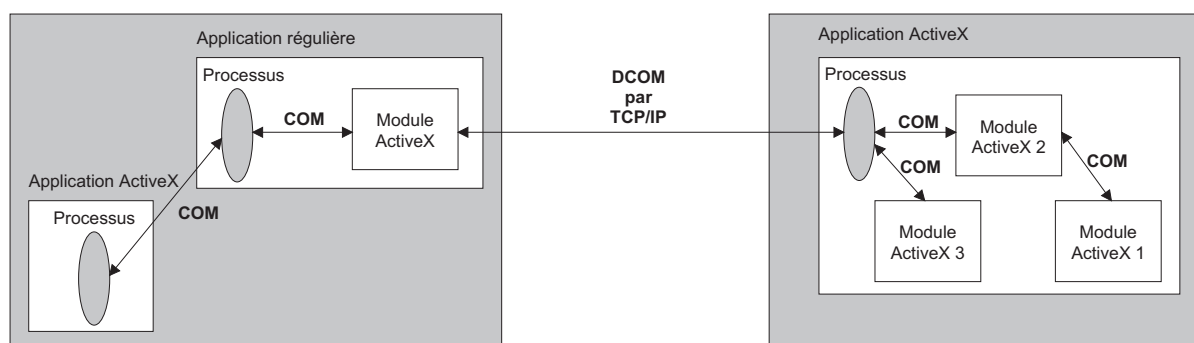 Application régulière
Processus
COM
Module
ActiveX
Application ActiveX
Processus
COM
DCOM
par
TCP/IP
Application ActiveX
Processus
COM
Module
ActiveX 2
COM
COM
Module
ActiveX 3
Module
ActiveX 1